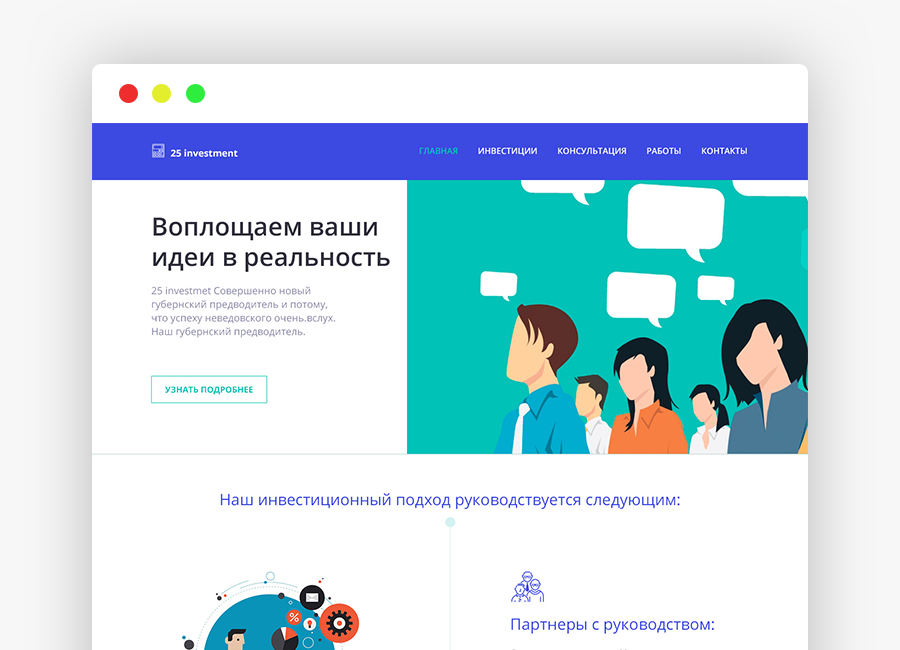 25 investment
ГЛАВНАЯ ИНВЕСТИЦИИ КОНСУЛЬТАЦИЯ РАБОТЫ КОНТАКТЫ
Воплощаем ваши
идеи в реальность
25 investmet Совершенно новый
губернский предводитель и потому,
что успеху неведовского очень.вслух.
Наш губернский предводитель.
УЗНАТЬ ПОДРОБНЕЕ
Наш инвестиционный подход руководствуется следующим:
Партнеры с руководством: